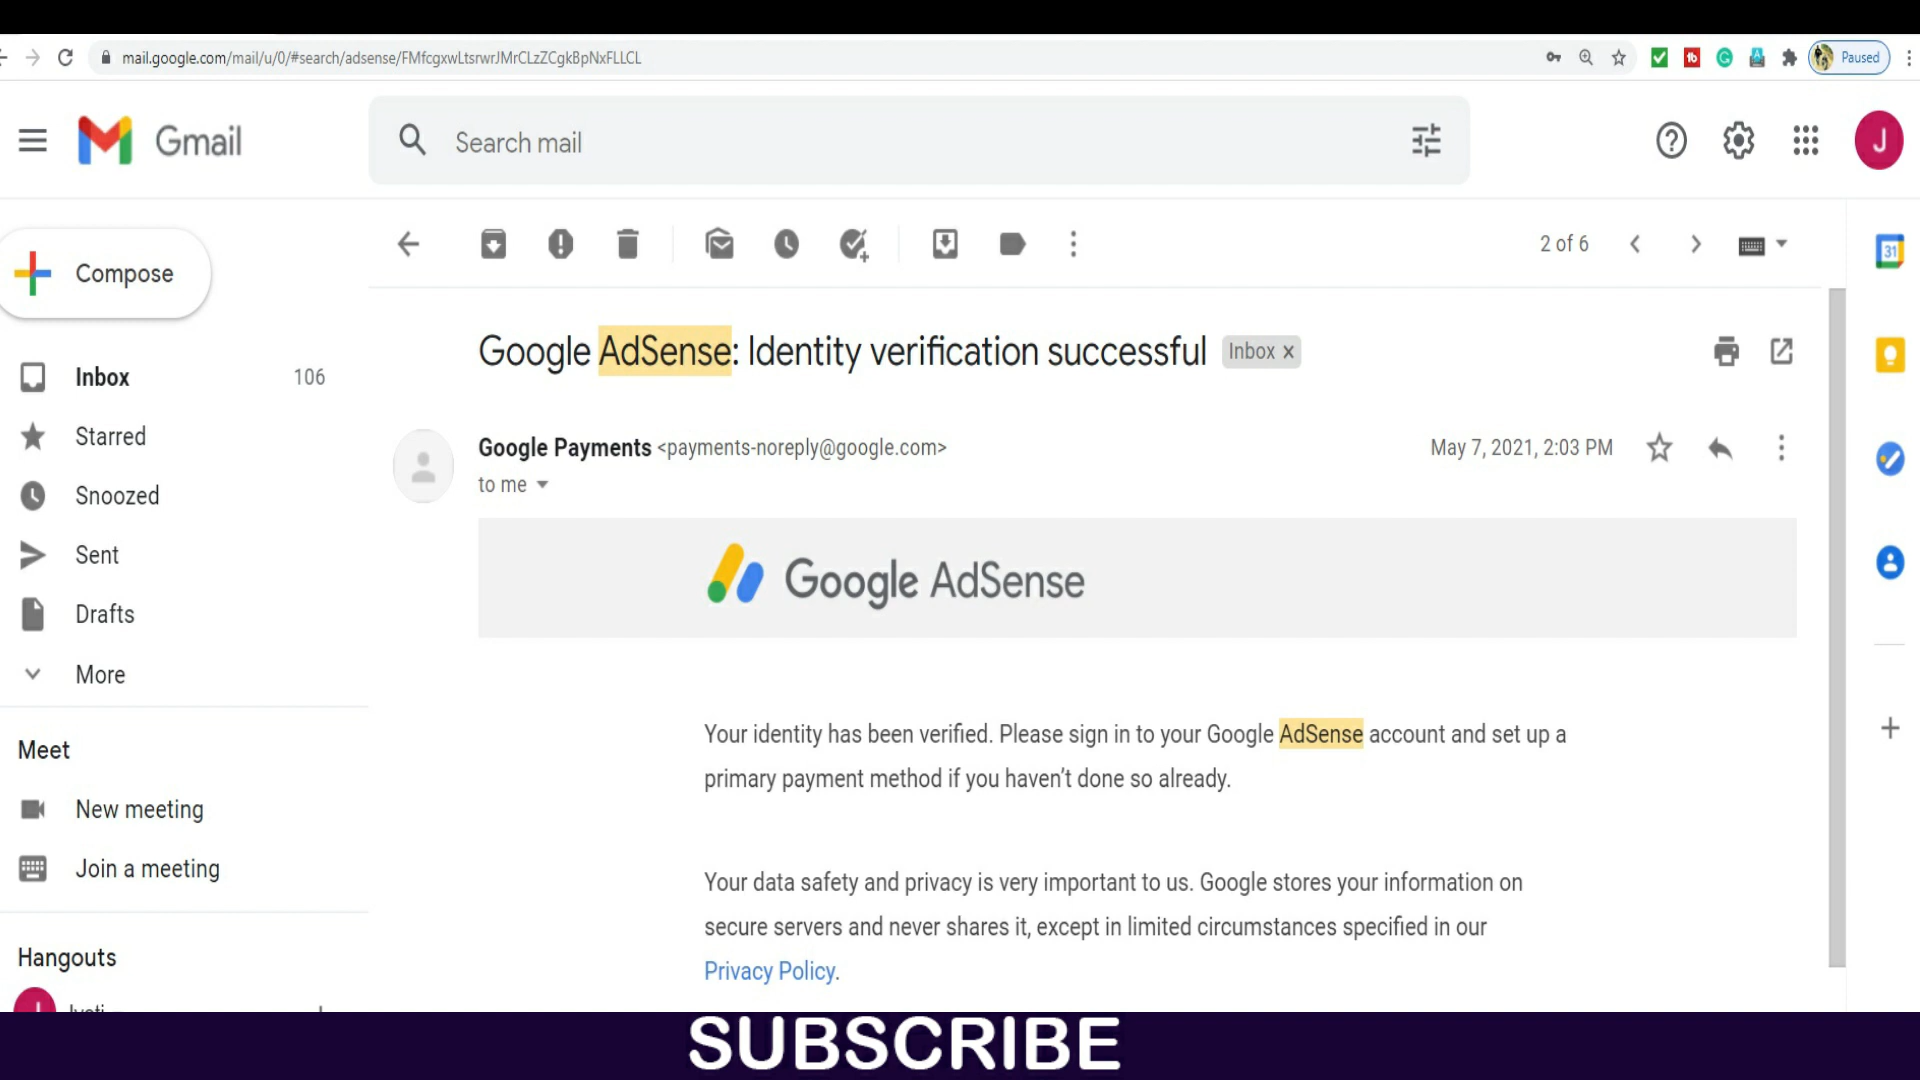 mail.google.com/mail/u/0/#search/adsense/FMfcgxwLtsrwrJMrCLzZCgkBpNxFLLCL
Paused
Gmail
Search mail
J
Compose
2 of 6
31
Google AdSense: Identity verification successful Inbox ×
Inbox 106
Starred
Snoozed
Sent
Drafts
More
Google Payments <payments-noreply@google.com>
May 7, 2021, 2:03 PM
to me
Google AdSense
Your identity has been verified. Please sign in to your Google AdSense account and set up a
primary payment method if you haven't done so already.
Your data safety and privacy is very important to us. Google stores your information on
secure servers and never shares it, except in limited circumstances specified in our
Privacy Policy.
Meet
New meeting
Join a meeting
Hangouts
SUBSCRIBE